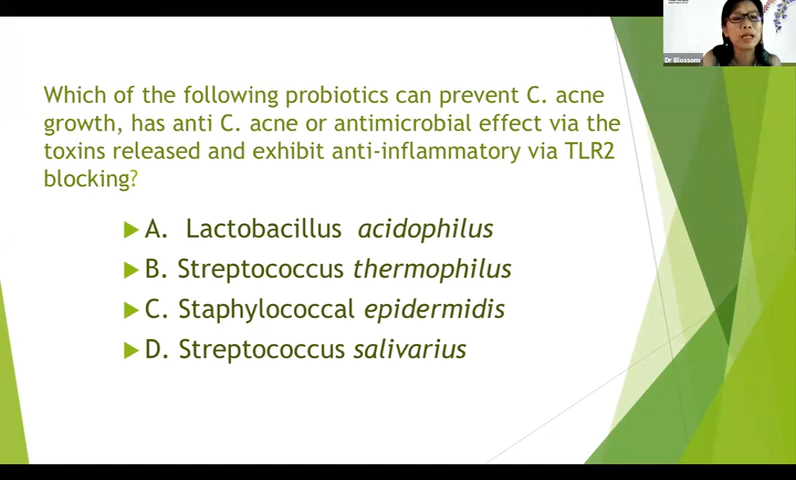 Dr Blossom
Which of the following probiotics can prevent C. acne
growth, has anti C. acne or antimicrobial effect via the
toxins released and exhibit anti-inflammatory via TLR2
blocking?
A. Lactobacillus acidophilus
B. Streptococcus thermophilus
C. Staphylococcal epidermidis
D. Streptococcus salivarius